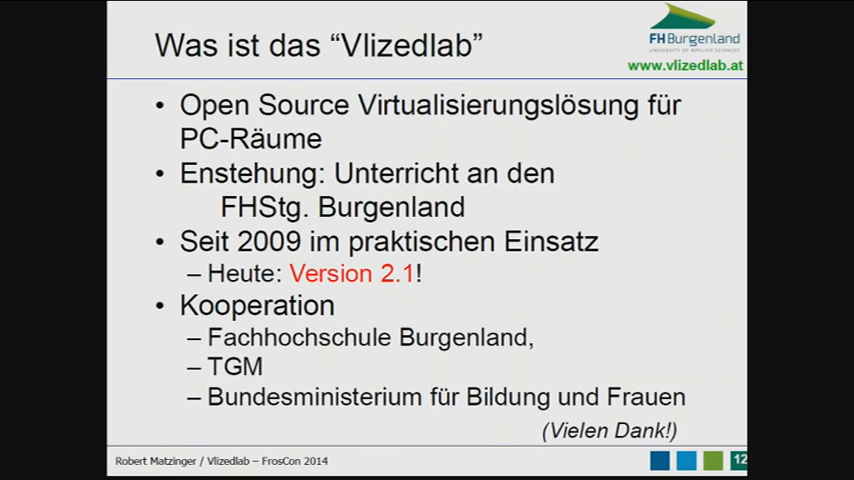 Was ist das “Vlizedlab”
FHBurgenland
UNIVERSITY OF APPLIED SCIENCES
www.vlizedlab.at
• Open Source Virtualisierungslösung für
PC-Räume
• Enstehung: Unterricht an den
FHStg. Burgenland
• Seit 2009 im praktischen Einsatz
– Heute: Version 2.1!
• Kooperation
– Fachhochschule Burgenland,
– TGM
– Bundesministerium für Bildung und Frauen
(Vielen Dank!)
Robert Matzinger / Vlizedlab – FrosCon 2014
12